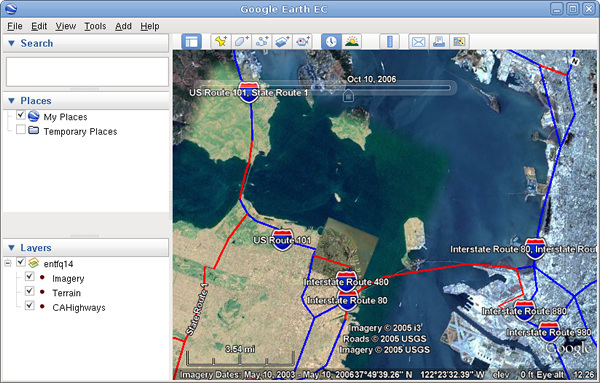 Google Earth EC
File Edit View Tools Add Help
Search
Places
My Places
Temporary Places
Layers
entfq14
Imagery
Terrain
CAHighways
Oct 10, 2006
N
US Route 101, State Route 1
US Route 101
Interstate Route 80, Interstate Rout
Interstate Route 480
Interstate Route 80
State Route 1
Interstate Route 880
Interstate Route 980
Imagery © 2005 i³
Roads © 2005 USGS
Imagery © 2005 USGS
Google
3.54 mi
Imagery Dates: May 10, 2003 - May 10, 2006 37°49'39.26" N 122°23'32.39" W elev 0 ft Eye alt 12:26